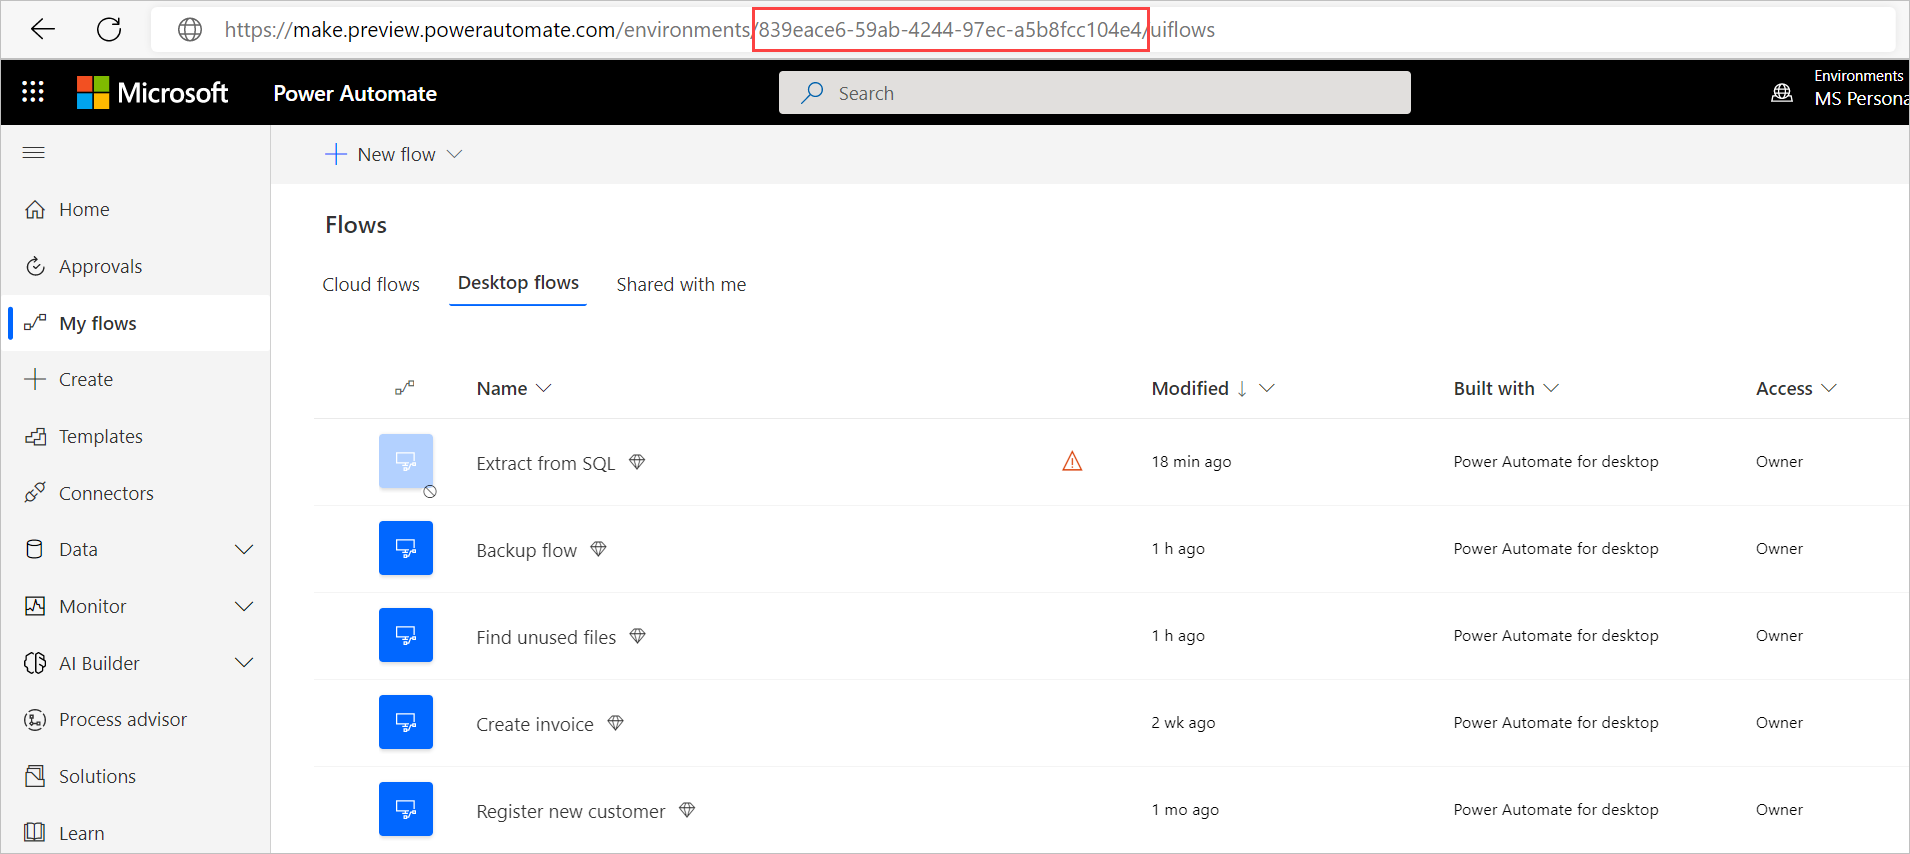 https://make.preview.powerautomate.com/environments/839eace6-59ab-4244-97ec-a5b8fcc104e4/uiflows
Microsoft
Power Automate
Search
Environments
MS Persona
New flow
Home
Approvals
My flows
Create
Templates
Connectors
Data
Monitor
AI Builder
Process advisor
Solutions
Learn
Flows
Cloud flows Desktop flows Shared with me
Name Modified Built with Access
Extract from SQL 18 min ago Power Automate for desktop Owner
Backup flow 1 h ago Power Automate for desktop Owner
Find unused files 1 h ago Power Automate for desktop Owner
Create invoice 2 wk ago Power Automate for desktop Owner
Register new customer 1 mo ago Power Automate for desktop Owner